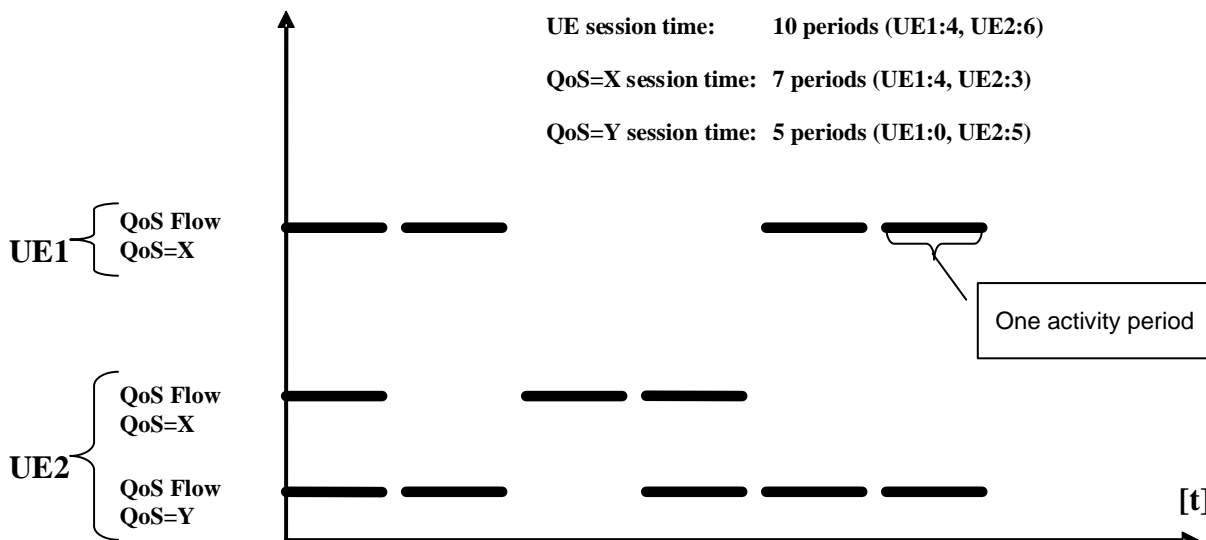 UE session time: 10 periods (UE1:4, UE2:6)
QoS=X session time: 7 periods (UE1:4, UE2:3)
QoS=Y session time: 5 periods (UE1:0, UE2:5)
UE1
QoS Flow
QoS=X
One activity period
UE2
QoS Flow
QoS=X
QoS Flow
QoS=Y
[t]